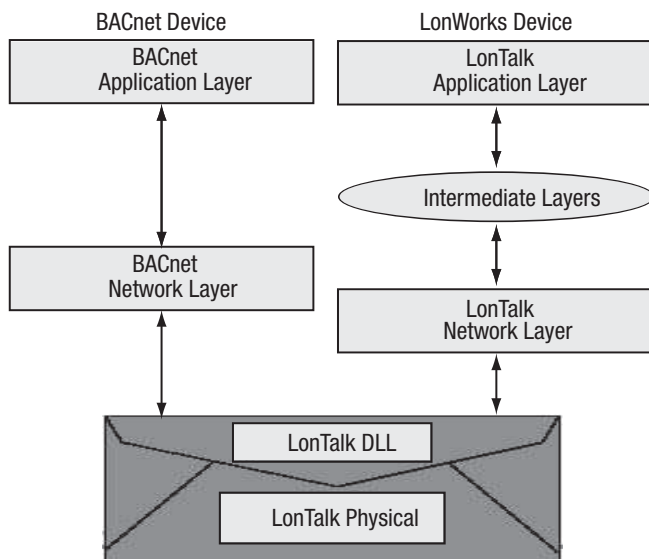 BACnet Device
LonWorks Device
BACnet
Application Layer
LonTalk
Application Layer
Intermediate Layers
BACnet
Network Layer
LonTalk
Network Layer
LonTalk DLL
LonTalk Physical